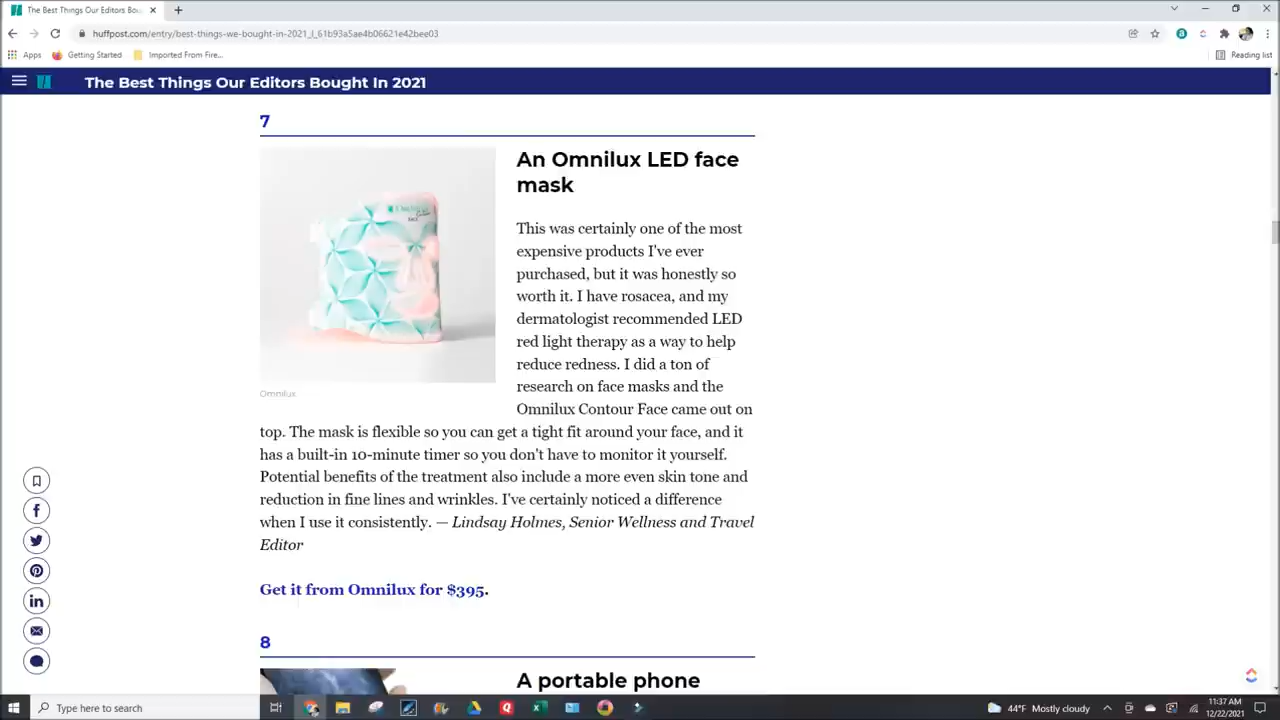 The Best Things Our Editors Bou
huffpost.com/entry/best-things-we-bought-in-2021_l_61b93a5ae4b06621e42bee03
Apps
Getting Started
Imported From Fire...
Reading list
The Best Things Our Editors Bought In 2021
7
An Omnilux LED face
mask
This was certainly one of the most
expensive products I've ever
purchased, but it was honestly so
worth it. I have rosacea, and my
dermatologist recommended LED
red light therapy as a way to help
reduce redness. I did a ton of
research on face masks and the
Omnilux Contour Face came out on
top. The mask is flexible so you can get a tight fit around your face, and it
has a built-in 10-minute timer so you don't have to monitor it yourself.
Potential benefits of the treatment also include a more even skin tone and
reduction in fine lines and wrinkles. I've certainly noticed a difference
when I use it consistently. — Lindsay Holmes, Senior Wellness and Travel
Editor
Omnilux
Get it from Omnilux for $395.
8
A portable phone
Type here to search
44°F Mostly cloudy
11:37 AM
12/22/2021